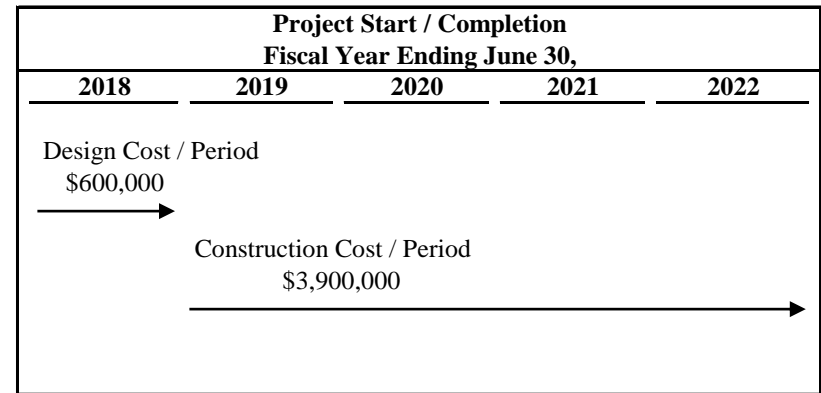 Project Start / Completion
Fiscal Year Ending June 30,
2018 2019 2020 2021 2022
Design Cost / Period
$600,000
Construction Cost / Period
$3,900,000